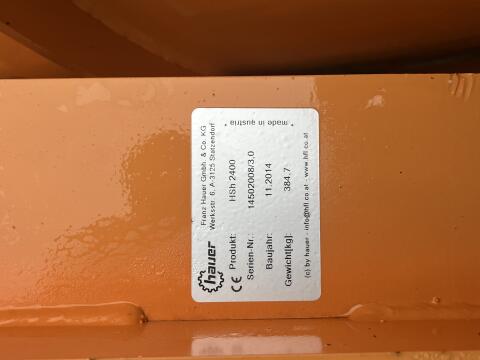 hauer
Franz Hauer GmbH. & Co. KG
Werksstr. 6, A-3125 Statzendorf
CE Produkt: HSh 2400
Serien-Nr.: 14502008/3.0
Baujahr: 11.2014
Gewicht[kg]: 384.7
(c) by hauer - info@hfl.co.at - www.hfl.co.at
* made in austria *